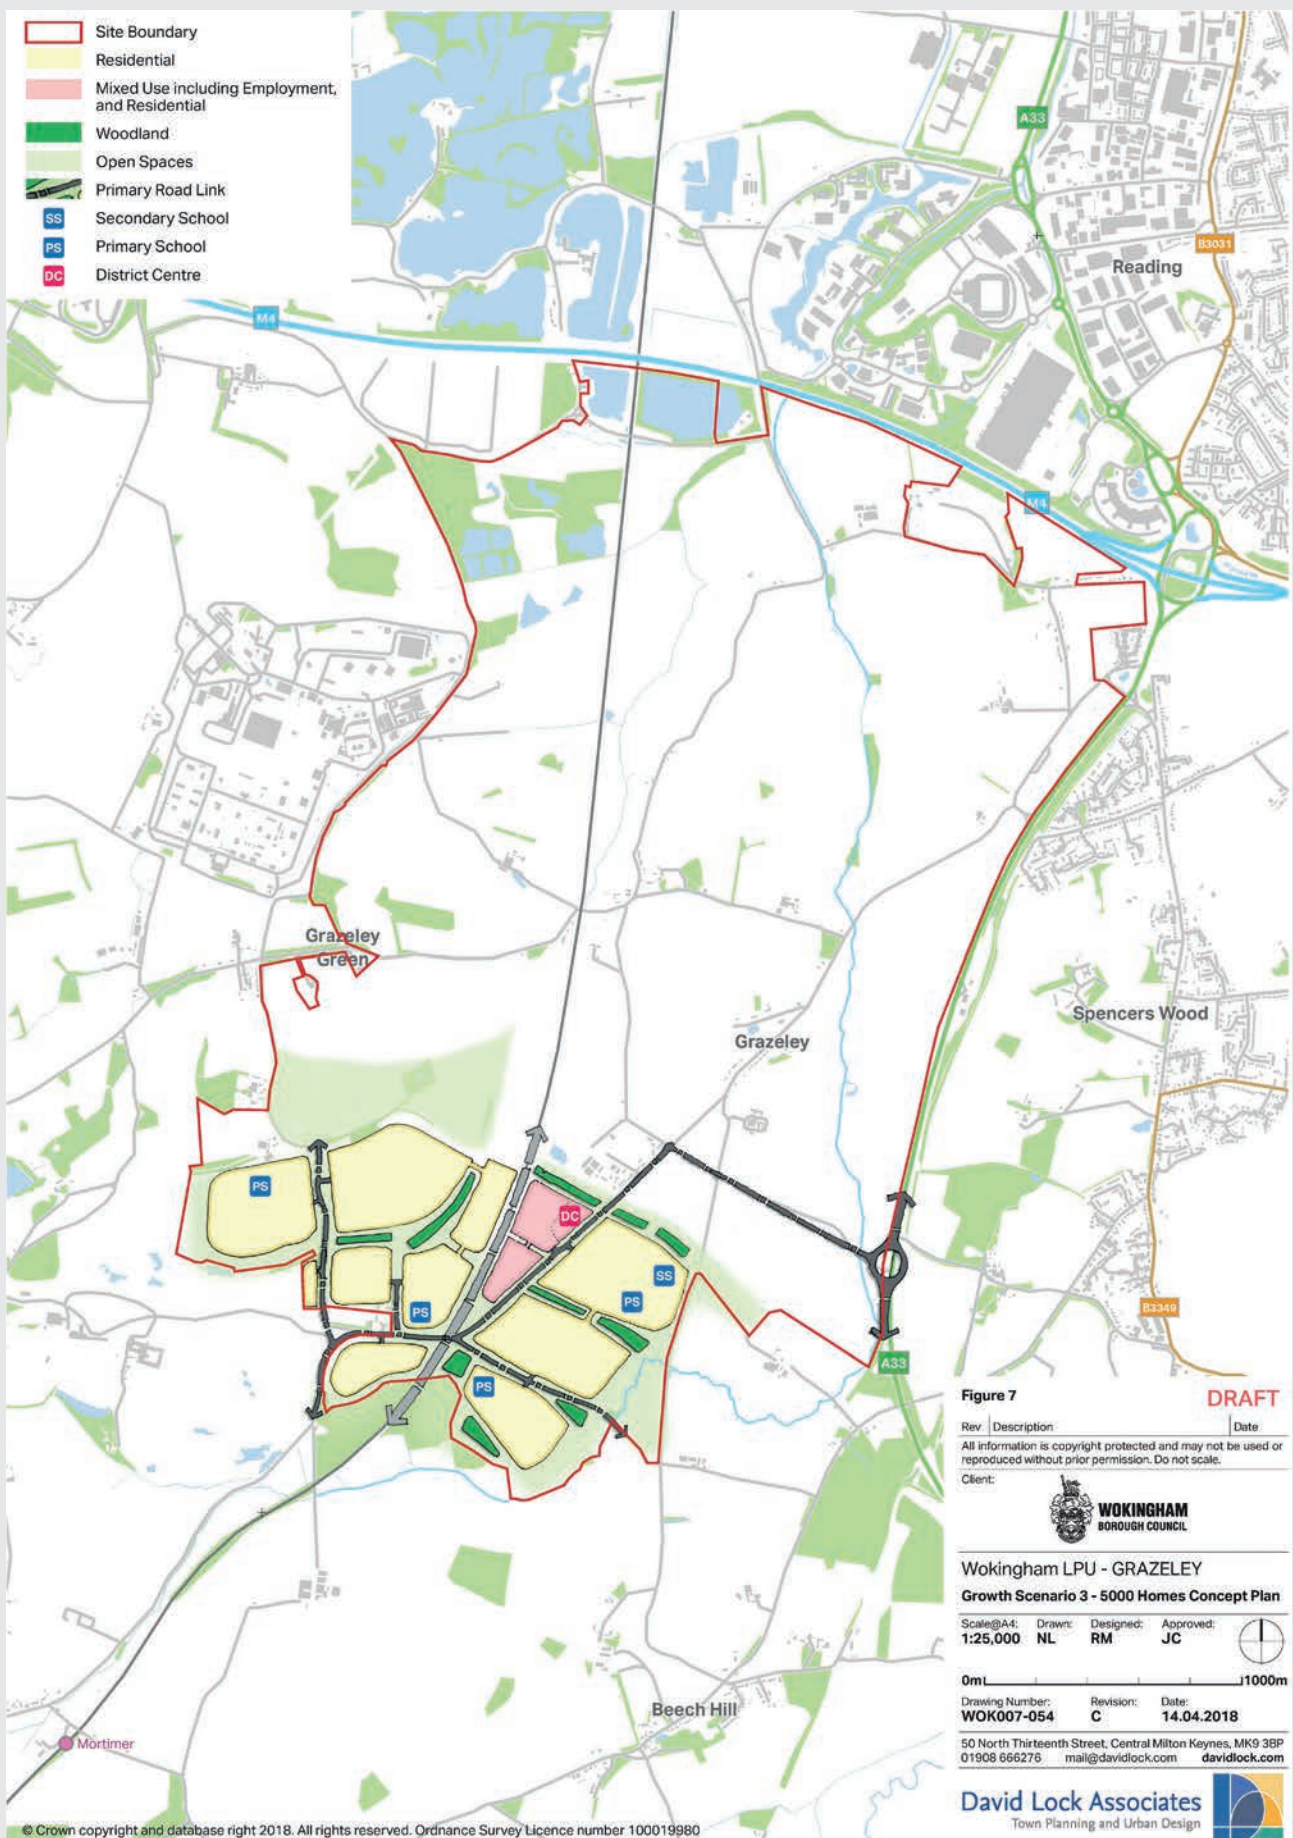 Site Boundary
Residential
Mixed Use including Employment,
and Residential
Woodland
Open Spaces
Primary Road Link
SS
Secondary School
PS
Primary School
DC
District Centre
A33
B3031
Reading
M4
M4
Grazeley
Green
Spencers Wood
Grazeley
PS
DC
SS
PS
PS
PS
B3349
A33
Beech Hill
Mortimer
Figure 7
DRAFT
Rev Description Date
All information is copyright protected and may not be used or
reproduced without prior permission. Do not scale.
Client:
WOKINGHAM
BOROUGH COUNCIL
Wokingham LPU - GRAZELEY
Growth Scenario 3 - 5000 Homes Concept Plan
Scale@A4: Drawn: Designed: Approved:
1:25,000 NL RM JC
0m 1000m
Drawing Number: Revision: Date:
WOK007-054 C 14.04.2018
50 North Thirteenth Street, Central Milton Keynes, MK9 3BP
01908 666276 mail@davidlock.com davidlock.com
David Lock Associates
Town Planning and Urban Design
© Crown copyright and database right 2018. All rights reserved. Ordnance Survey Licence number 100019980